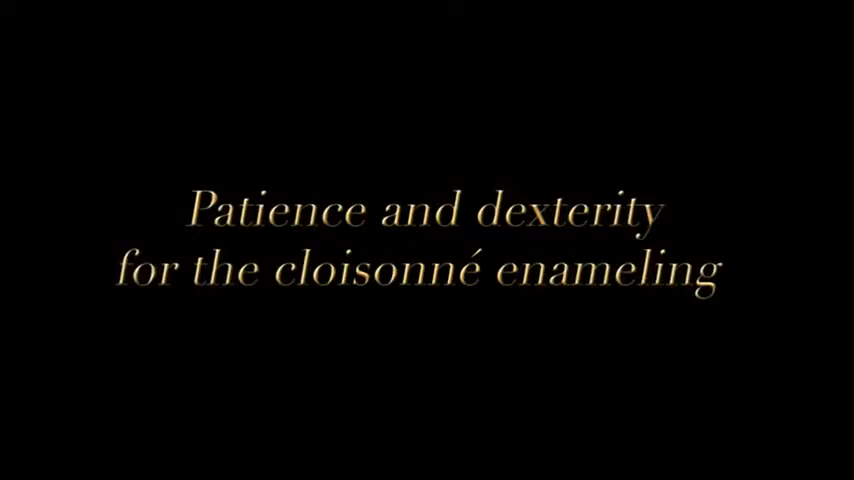 Patience and dexterity
for the cloisonné enameling